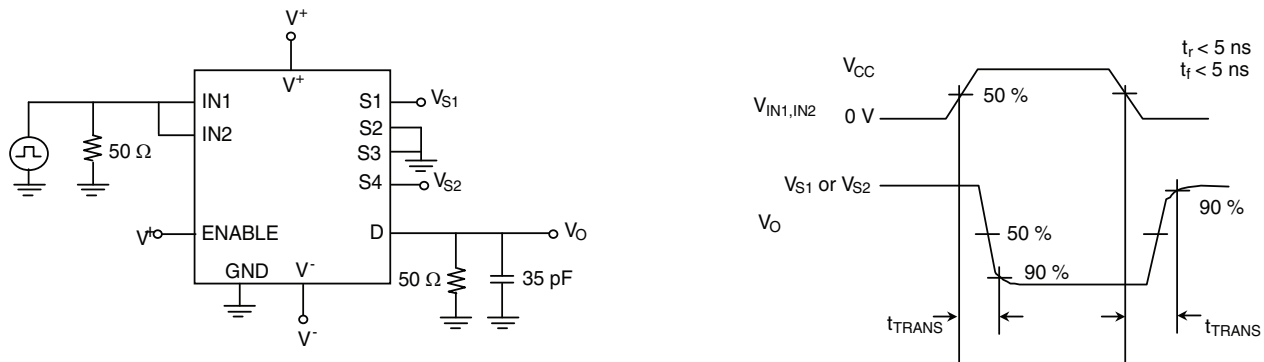 V+
V+
IN1
IN2
50 Ω
S1
VS1
S2
S3
S4
VS2
V+
ENABLE
D
VO
GND
V-
50 Ω
35 pF
V-
tr < 5 ns
tf < 5 ns
VCC
VIN1,IN2
0 V
50 %
VS1 or VS2
VO
50 %
90 %
90 %
tTRANS
tTRANS